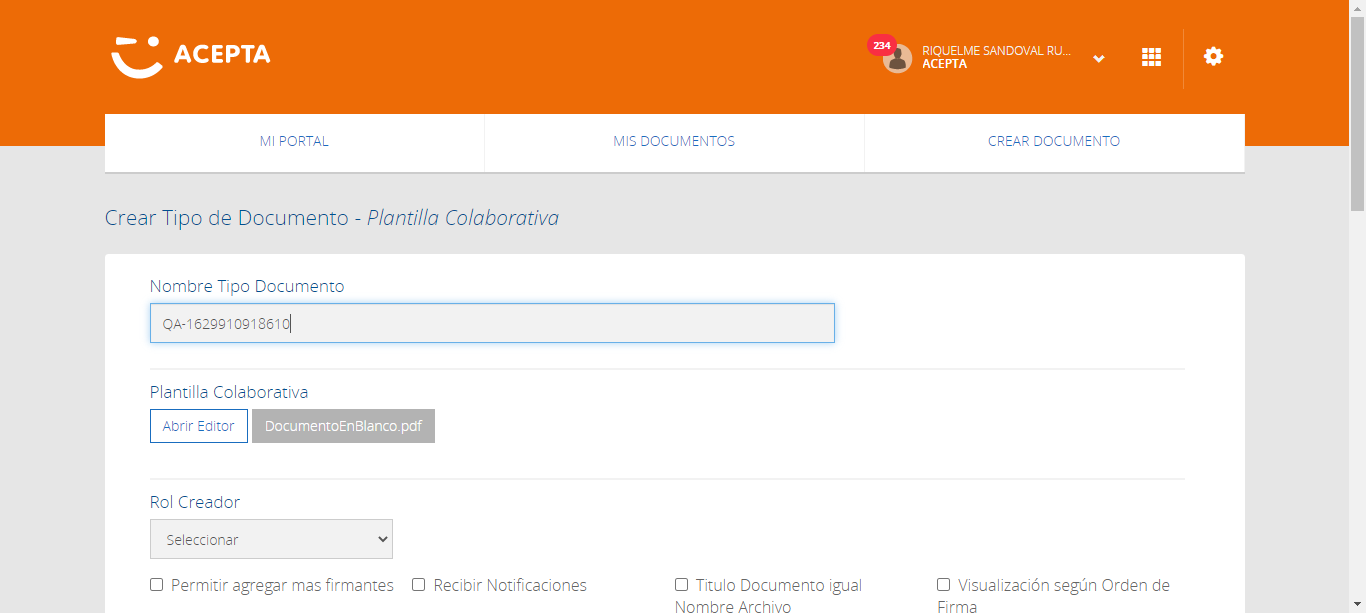 ACEPTA
234
RIQUELME SANDOVAL RU...
ACEPTA
MI PORTAL
MIS DOCUMENTOS
CREAR DOCUMENTO
Crear Tipo de Documento - Plantilla Colaborativa
Nombre Tipo Documento
QA-1629910918610
Plantilla Colaborativa
Abrir Editor
DocumentoEnBlanco.pdf
Rol Creador
Seleccionar
Permitir agregar mas firmantes
Recibir Notificaciones
Titulo Documento igual
Nombre Archivo
Visualización según Orden de
Firma